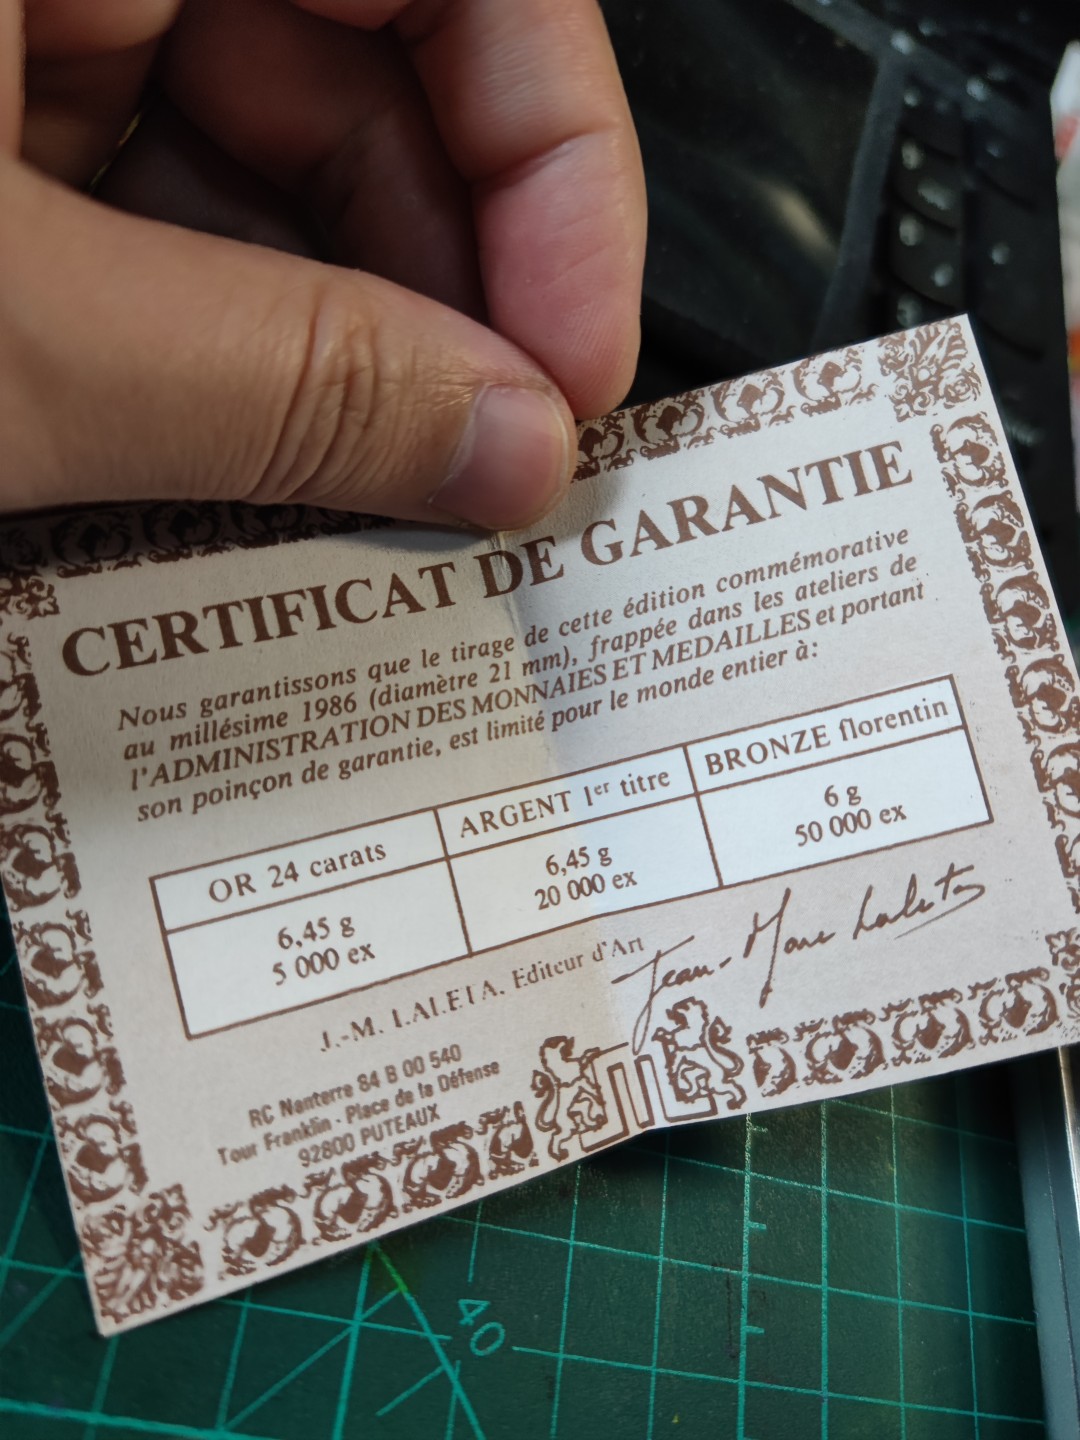 CERTIFICAT DE GARANTIE
Nous garantissons que le tirage de cette édition commémorative
au millésime 1986 (diamètre 21 mm), frappée dans les ateliers de
l'ADMINISTRATION DES MONNAIES ET MEDAILLES et portant
son poinçon de garantie, est limité pour le monde entier à:
OR 24 carats
6,45 g
5 000 ex
ARGENT 1er titre
6,45 g
20 000 ex
BRONZE florentin
6 g
50 000 ex
J.-M. LALETA, Editeur d'Art
Jean-Marc Laleta
RC Nanterre 84 B 00 540
Tour Franklin - Place de la Défense
92800 PUTEAUX
40